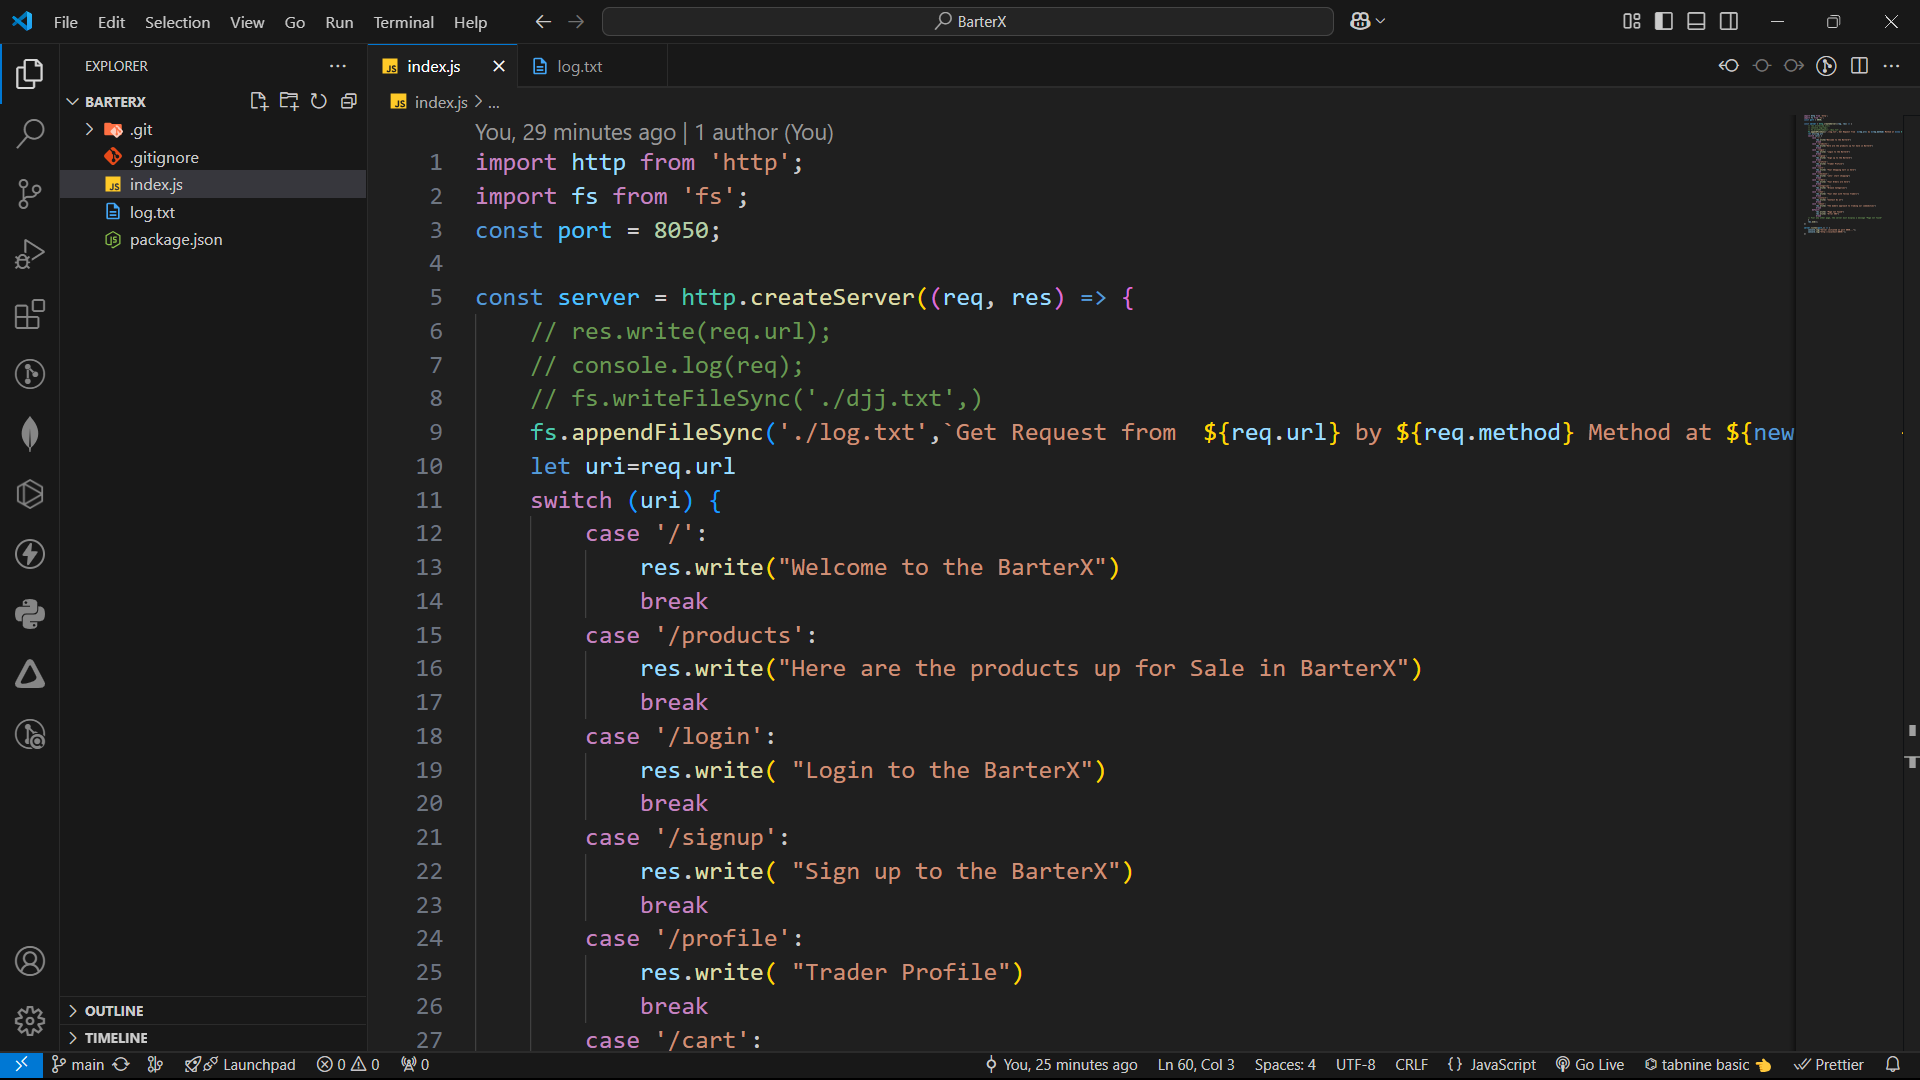 File Edit Selection View Go Run Terminal Help
BarterX
EXPLORER
BARTERX
.git
.gitignore
index.js
log.txt
package.json
OUTLINE
TIMELINE
index.js
log.txt
index.js > ...
You, 29 minutes ago | 1 author (You)
1 import http from 'http';
2 import fs from 'fs';
3 const port = 8050;
4
5 const server = http.createServer((req, res) => {
6 // res.write(req.url);
7 // console.log(req);
8 // fs.writeFileSync('./djj.txt',)
9 fs.appendFileSync('./log.txt',`Get Request from  ${req.url} by ${req.method} Method at ${new
10 let uri=req.url
11 switch (uri) {
12 case '/':
13 res.write("Welcome to the BarterX")
14 break
15 case '/products':
16 res.write("Here are the products up for Sale in BarterX")
17 break
18 case '/login':
19 res.write( "Login to the BarterX")
20 break
21 case '/signup':
22 res.write( "Sign up to the BarterX")
23 break
24 case '/profile':
25 res.write( "Trader Profile")
26 break
27 case '/cart':
main Launchpad 0 0 0 You, 25 minutes ago Ln 60, Col 3 Spaces: 4 UTF-8 CRLF {} JavaScript Go Live tabnine basic Prettier